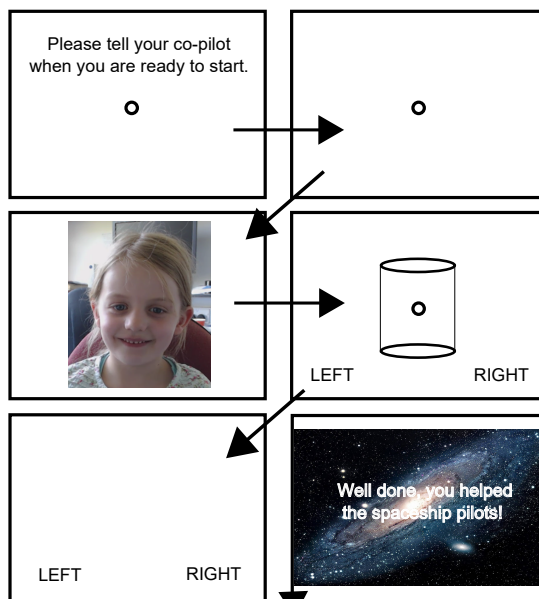 Please tell your co-pilot
when you are ready to start.
LEFT
RIGHT
LEFT
RIGHT
Well done, you helped
the spaceship pilots!